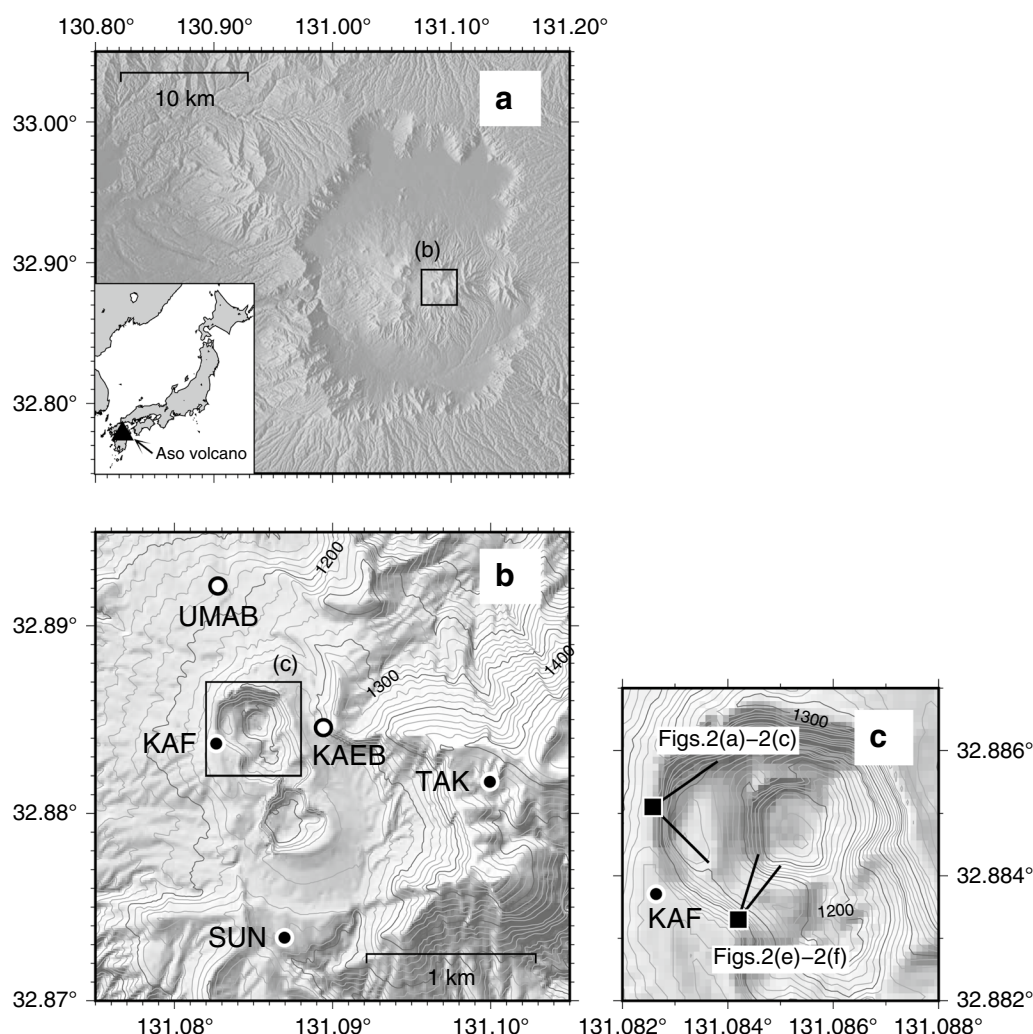 130.80° 130.90° 131.00° 131.10° 131.20°
10 km
a
33.00°
(b)
32.90°
32.80°
Aso volcano
1200
b
UMAB
32.89°
(c)
1400
1300
KAF
KAEB
TAK
32.88°
SUN
1 km
32.87°
131.08° 131.09° 131.10°
1300
c
Figs.2(a)−2(c)
32.886°
32.884°
KAF
1200
Figs.2(e)−2(f)
32.882°
131.082° 131.084° 131.086° 131.088°